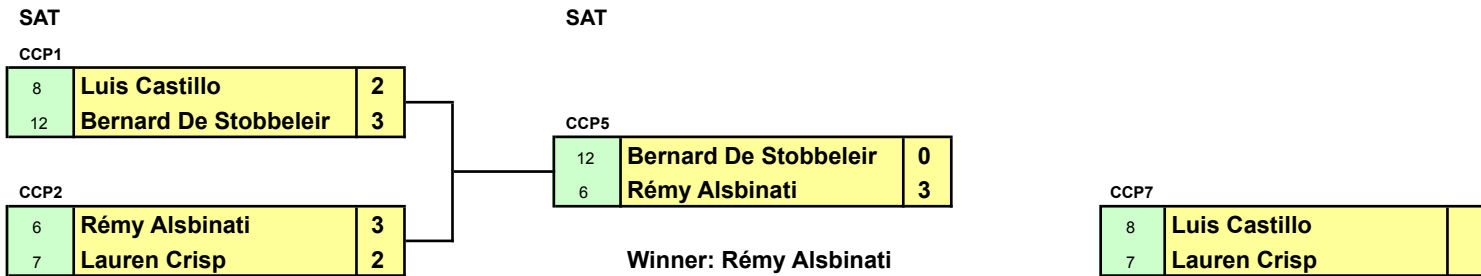 SAT SAT
CCP1
8 Luis Castillo 2
12 Bernard De Stobbeleir 3
CCP5
12 Bernard De Stobbeleir 0
6 Rémy Alsbinati 3
CCP2
6 Rémy Alsbinati 3
7 Lauren Crisp 2
Winner: Rémy Alsbinati
CCP7
8 Luis Castillo
7 Lauren Crisp